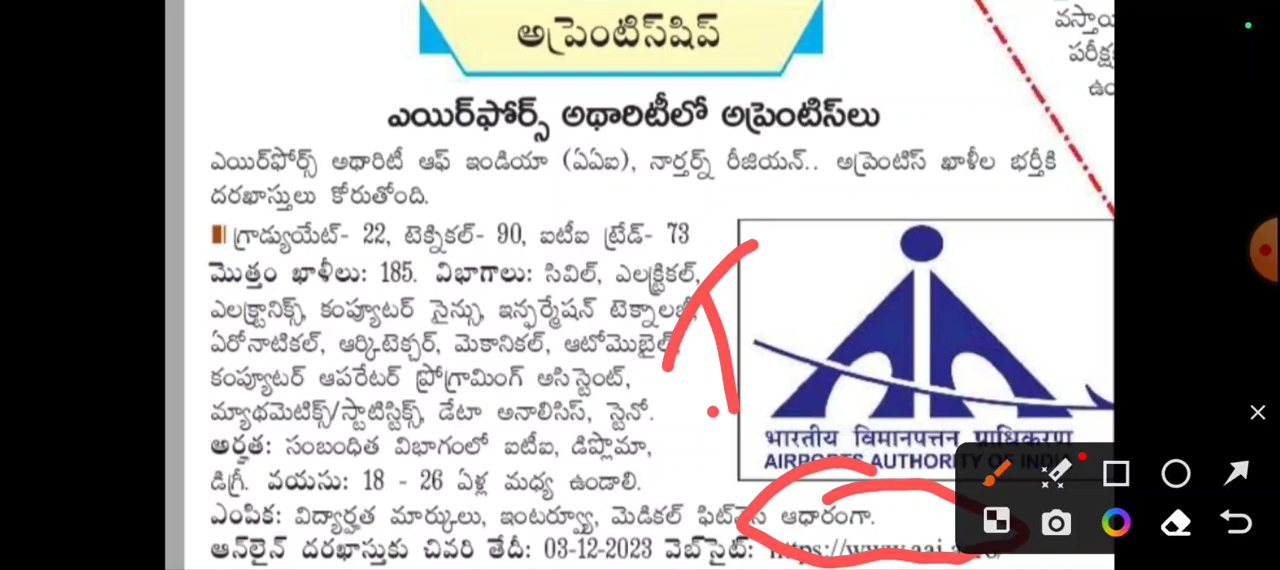 అప్రెంటిస్‌షిప్
ఎయిర్‌ఫోర్స్ అథారిటీలో అప్రెంటిస్‌లు
ఎయిర్‌ఫోర్స్ అథారిటీ ఆఫ్ ఇండియా (ఏఏఐ), నార్తర్న్ రీజియన్.. అప్రెంటిస్ ఖాళీల భర్తీకి
దరఖాస్తులు కోరుతోంది.
గ్రాడ్యుయేట్- 22, టెక్నికల్- 90, ఐటీఐ ట్రేడ్- 73
మొత్తం ఖాళీలు: 185. విభాగాలు: సివిల్, ఎలక్ట్రికల్,
ఎలక్ట్రానిక్స్, కంప్యూటర్ సైన్సు, ఇన్ఫర్మేషన్ టెక్నాలజీ,
ఏరోనాటికల్, ఆర్కిటెక్చర్, మెకానికల్, ఆటోమొబైల్,
కంప్యూటర్ ఆపరేటర్ ప్రోగ్రామింగ్ అసిస్టెంట్,
మ్యాథమెటిక్స్/స్టాటిస్టిక్స్, డేటా అనాలిసిస్, స్టెనో.
అర్హత: సంబంధిత విభాగంలో ఐటీఐ, డిప్లొమా,
డిగ్రీ. వయసు: 18 - 26 ఏళ్ల మధ్య ఉండాలి.
ఎంపిక: విద్యార్హత మార్కులు, ఇంటర్వ్యూ, మెడికల్ ఫిట్‌నెస్ ఆధారంగా.
ఆన్‌లైన్ దరఖాస్తుకు చివరి తేదీ: 03-12-2023 వెబ్‌సైట్:
भारतीय विमानपत्तन प्राधिकरण
AIRPORTS AUTHORITY OF INDIA
పరీక్ష